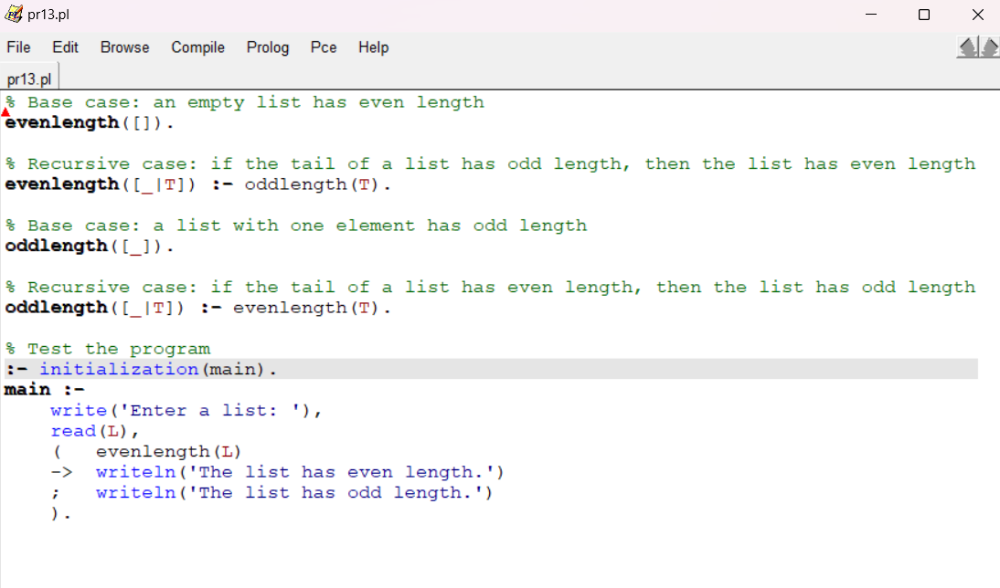 pr13.pl
File Edit Browse Compile Prolog Pce Help
pr13.pl
% Base case: an empty list has even length
evenlength([]).
% Recursive case: if the tail of a list has odd length, then the list has even length
evenlength([_|T]) :- oddlength(T).
% Base case: a list with one element has odd length
oddlength([_]).
% Recursive case: if the tail of a list has even length, then the list has odd length
oddlength([_|T]) :- evenlength(T).
% Test the program
:- initialization(main).
main :-
    write('Enter a list: '),
    read(L),
    (   evenlength(L)
    ->  writeln('The list has even length.')
    ;   writeln('The list has odd length.')
    ).